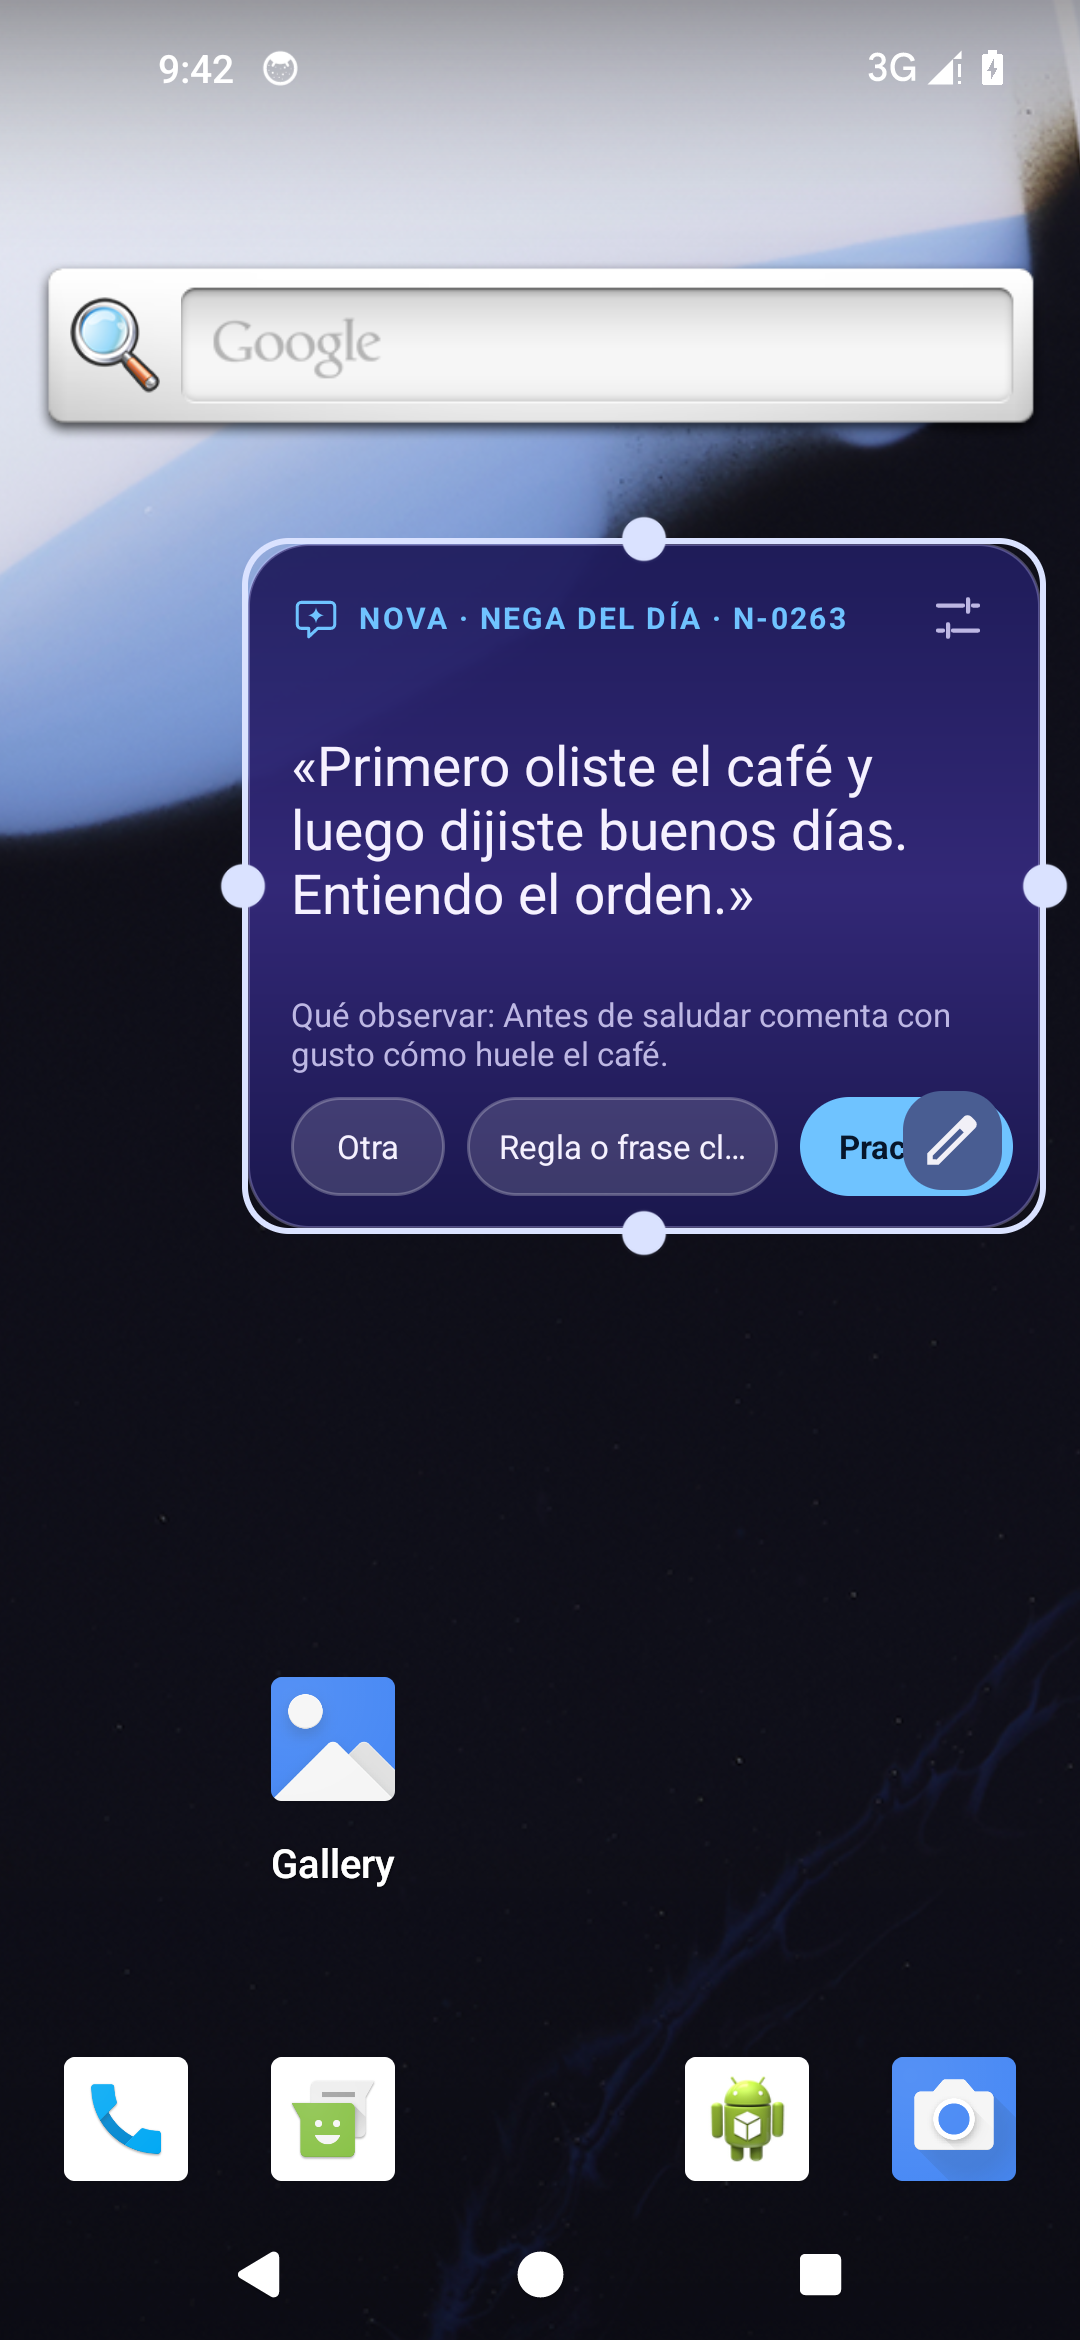 9:42
3G
Google
NOVA · NEGA DEL DÍA · N-0263
«Primero oliste el café y
luego dijiste buenos días.
Entiendo el orden.»
Qué observar: Antes de saludar comenta con
gusto cómo huele el café.
Otra
Regla o frase cl…
Prac
Gallery